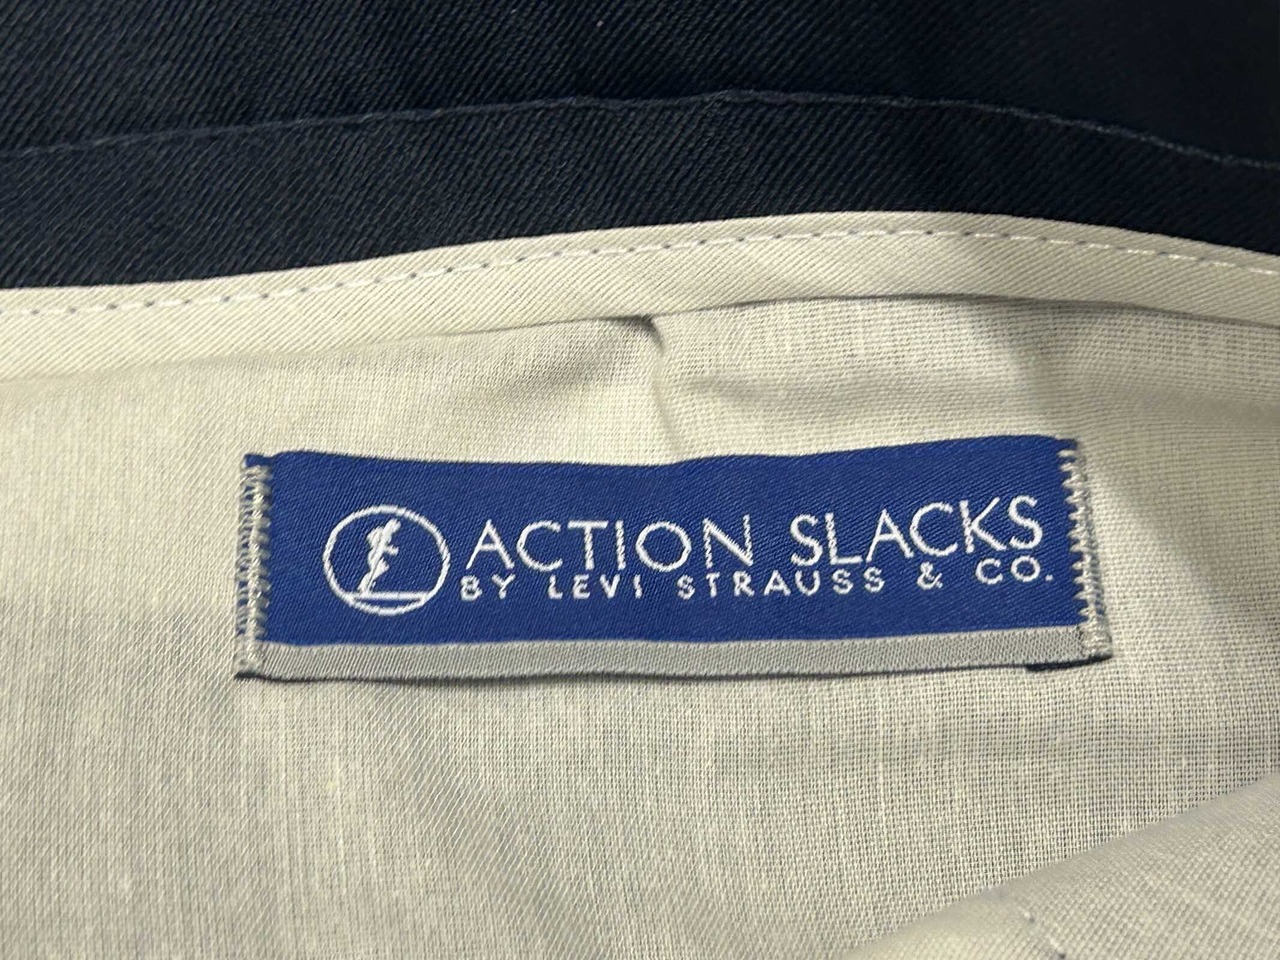 ACTION SLACKS
BY LEVI STRAUSS & CO.